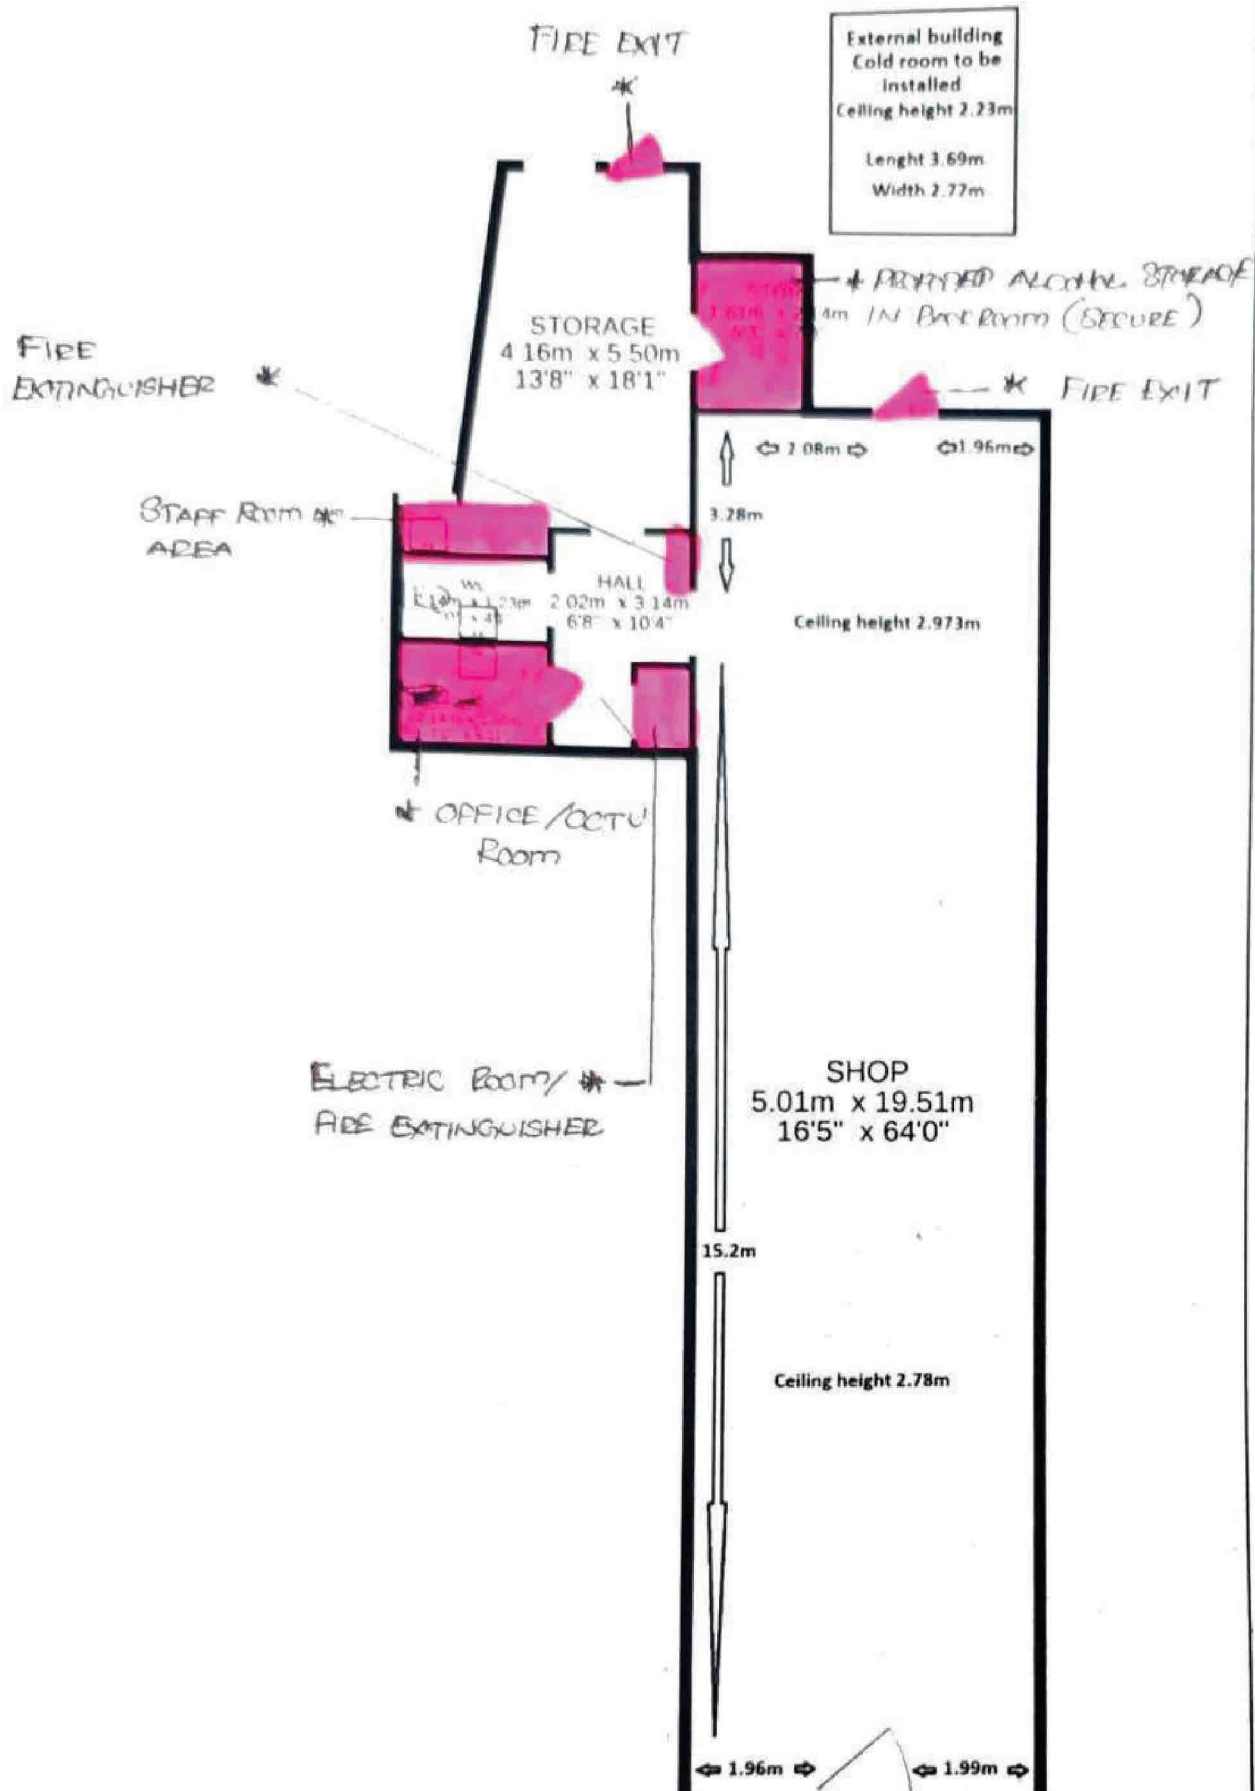 FIRE EXIT
*
External building
Cold room to be
installed
Ceiling height 2.23m
Lenght 3.69m
Width 2.77m
* ALCOHOL STORAGE
IN BACK ROOM (SECURE)
STORAGE
4.16m x 5.50m
13'8" x 18'1"
FIRE
EXTINGUISHER *
* FIRE EXIT
2.08m
1.96m
3.28m
STAFF ROOM *
AREA
HALL
2.02m x 3.14m
6'8" x 10'4"
Ceiling height 2.973m
* OFFICE/CCTV
ROOM
ELECTRIC ROOM/ *
FIRE EXTINGUISHER
SHOP
5.01m x 19.51m
16'5" x 64'0"
15.2m
Ceiling height 2.78m
1.96m
1.99m